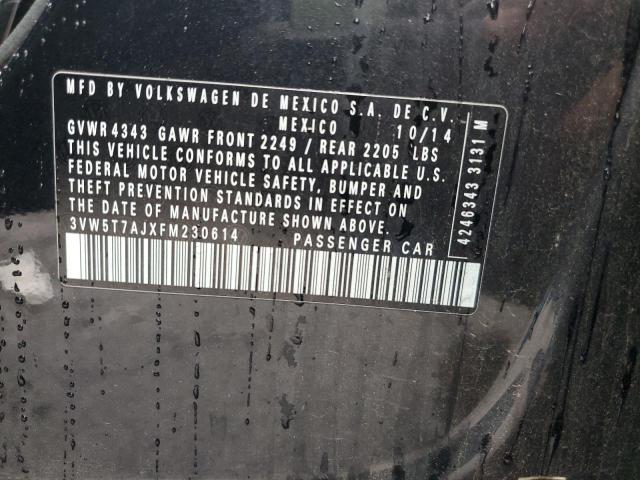 MFD BY VOLKSWAGEN DE MEXICO S.A. DE C.V.
MEXICO 10/14
GVWR 4343 GAWR FRONT 2249 / REAR 2205 LBS
THIS VEHICLE CONFORMS TO ALL APPLICABLE U.S.
FEDERAL MOTOR VEHICLE SAFETY, BUMPER AND
THEFT PREVENTION STANDARDS IN EFFECT ON
THE DATE OF MANUFACTURE SHOWN ABOVE.
3VW5T7AJXFM230614 PASSENGER CAR
4246343 3131 M